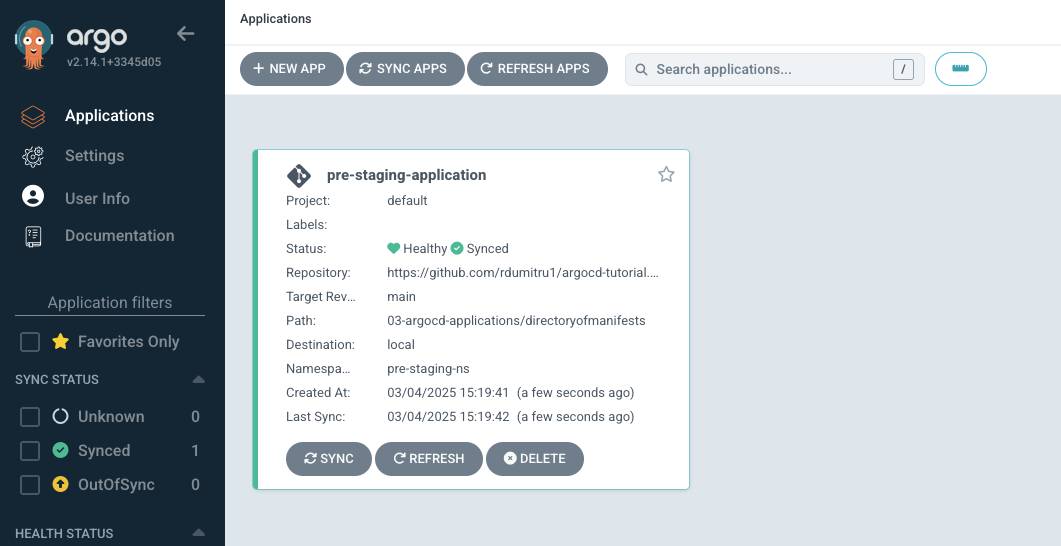 argo
v2.14.1+3345d05
Applications
Settings
User Info
Documentation
Application filters
Favorites Only
SYNC STATUS
Unknown 0
Synced 1
OutOfSync 0
HEALTH STATUS
Applications
NEW APP SYNC APPS REFRESH APPS Search applications... /
pre-staging-application
Project: default
Labels:
Status: Healthy Synced
Repository: https://github.com/rdumitru1/argocd-tutorial....
Target Rev... main
Path: 03-argocd-applications/directoryofmanifests
Destination: local
Namespa... pre-staging-ns
Created At: 03/04/2025 15:19:41 (a few seconds ago)
Last Sync: 03/04/2025 15:19:42 (a few seconds ago)
SYNC REFRESH DELETE